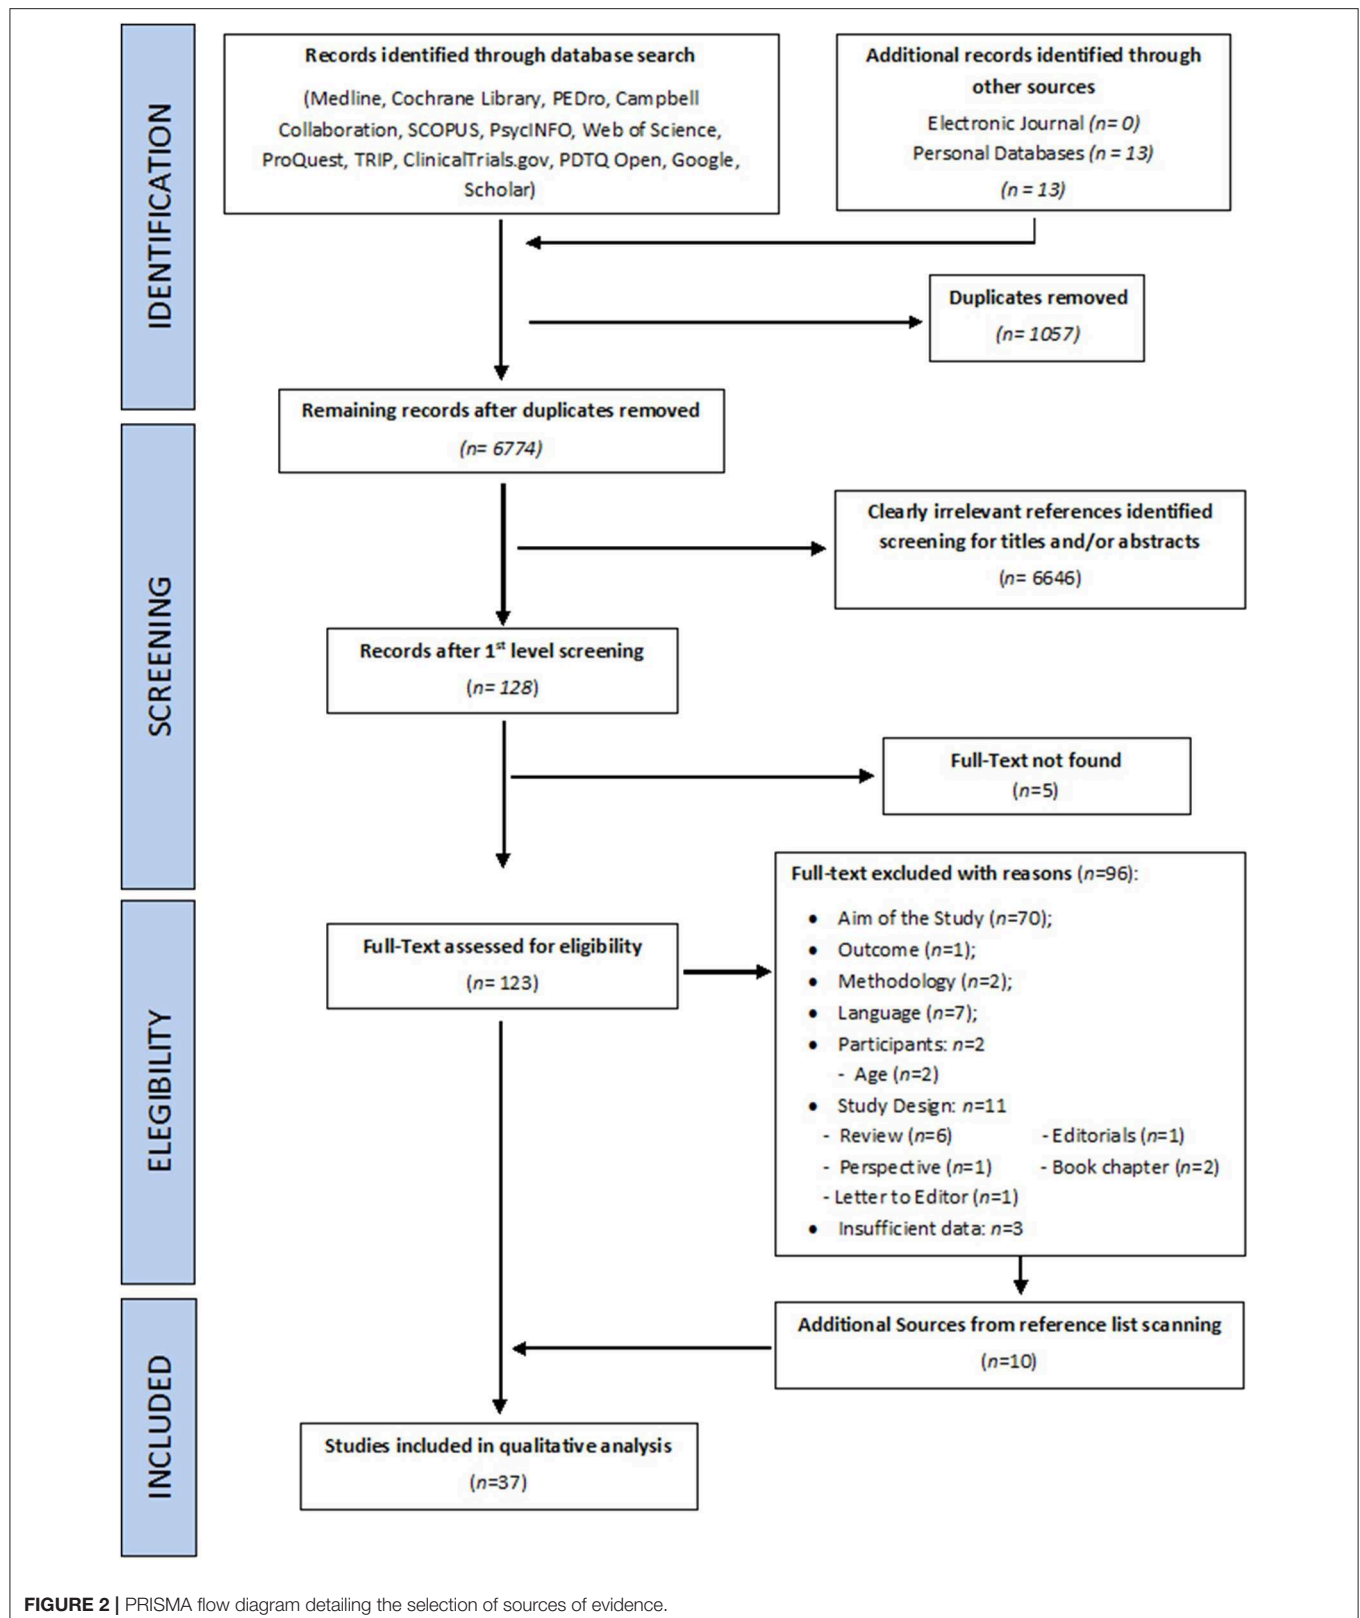 IDENTIFICATION
Records identified through database search
(Medline, Cochrane Library, PEDro, Campbell
Collaboration, SCOPUS, PsycINFO, Web of Science,
ProQuest, TRIP, ClinicalTrials.gov, PDTQ Open, Google,
Scholar)
Additional records identified through
other sources
Electronic Journal (n= 0)
Personal Databases (n = 13)
(n = 13)
Duplicates removed
(n= 1057)
Remaining records after duplicates removed
(n= 6774)
SCREENING
Clearly irrelevant references identified
screening for titles and/or abstracts
(n= 6646)
Records after 1st level screening
(n= 128)
Full-Text not found
(n=5)
ELEGIBILITY
Full-Text assessed for eligibility
(n= 123)
Full-text excluded with reasons (n=96):
• Aim of the Study (n=70);
• Outcome (n=1);
• Methodology (n=2);
• Language (n=7);
• Participants: n=2
- Age (n=2)
• Study Design: n=11
- Review (n=6) - Editorials (n=1)
- Perspective (n=1) - Book chapter (n=2)
- Letter to Editor (n=1)
• Insufficient data: n=3
INCLUDED
Additional Sources from reference list scanning
(n=10)
Studies included in qualitative analysis
(n=37)
FIGURE 2 | PRISMA flow diagram detailing the selection of sources of evidence.